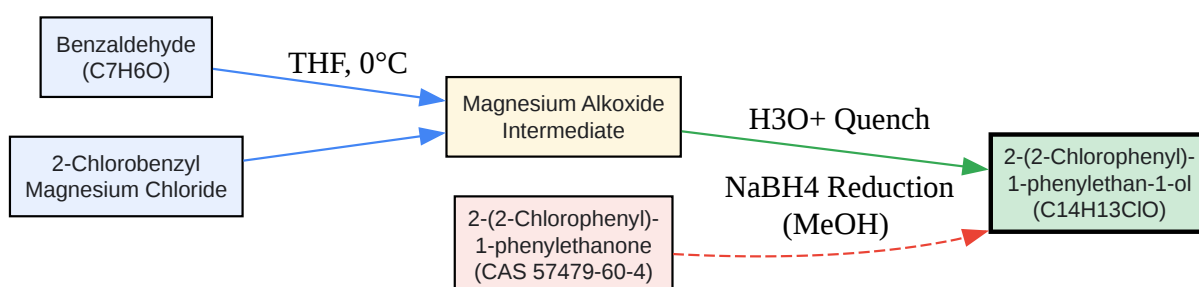 Benzaldehyde
(C7H6O)
THF, 0°C
2-Chlorobenzyl
Magnesium Chloride
Magnesium Alkoxide
Intermediate
H3O+ Quench
2-(2-Chlorophenyl)-
1-phenylethanone
(CAS 57479-60-4)
NaBH4 Reduction
(MeOH)
2-(2-Chlorophenyl)-
1-phenylethan-1-ol
(C14H13ClO)